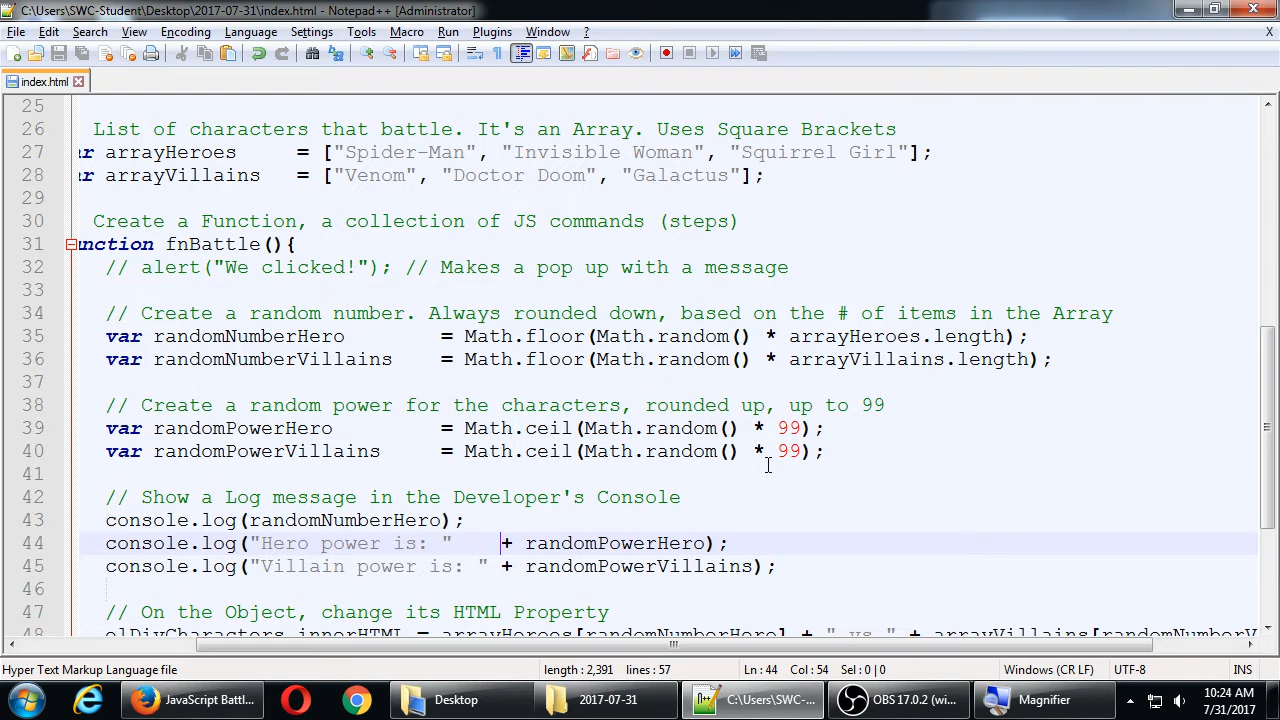 C:\Users\SWC-Student\Desktop\2017-07-31\index.html - Notepad++ [Administrator]
File Edit Search View Encoding Language Settings Tools Macro Run Plugins Window ? X
index.html
25
26 List of characters that battle. It's an Array. Uses Square Brackets
27 ar arrayHeroes = ["Spider-Man", "Invisible Woman", "Squirrel Girl"];
28 ar arrayVillains = ["Venom", "Doctor Doom", "Galactus"];
29
30 Create a Function, a collection of JS commands (steps)
31 unction fnBattle(){
32 // alert("We clicked!"); // Makes a pop up with a message
33
34 // Create a random number. Always rounded down, based on the # of items in the Array
35 var randomNumberHero = Math.floor(Math.random() * arrayHeroes.length);
36 var randomNumberVillains = Math.floor(Math.random() * arrayVillains.length);
37
38 // Create a random power for the characters, rounded up, up to 99
39 var randomPowerHero = Math.ceil(Math.random() * 99);
40 var randomPowerVillains = Math.ceil(Math.random() * 99);
41
42 // Show a Log message in the Developer's Console
43 console.log(randomNumberHero);
44 console.log("Hero power is: " + randomPowerHero);
45 console.log("Villain power is: " + randomPowerVillains);
46
47 // On the Object, change its HTML Property
48 elDivCharacters.innerHTML = arrayHeroes[randomNumberHero] + " vs " + arrayVillains[randomNumberV
Hyper Text Markup Language file length : 2,391 lines : 57 Ln : 44 Col : 54 Sel : 0 | 0 Windows (CR LF) UTF-8 INS
JavaScript Battl... Desktop 2017-07-31 C:\Users\SWC-S... OBS 17.0.2 (wi... Magnifier 10:24 AM
7/31/2017